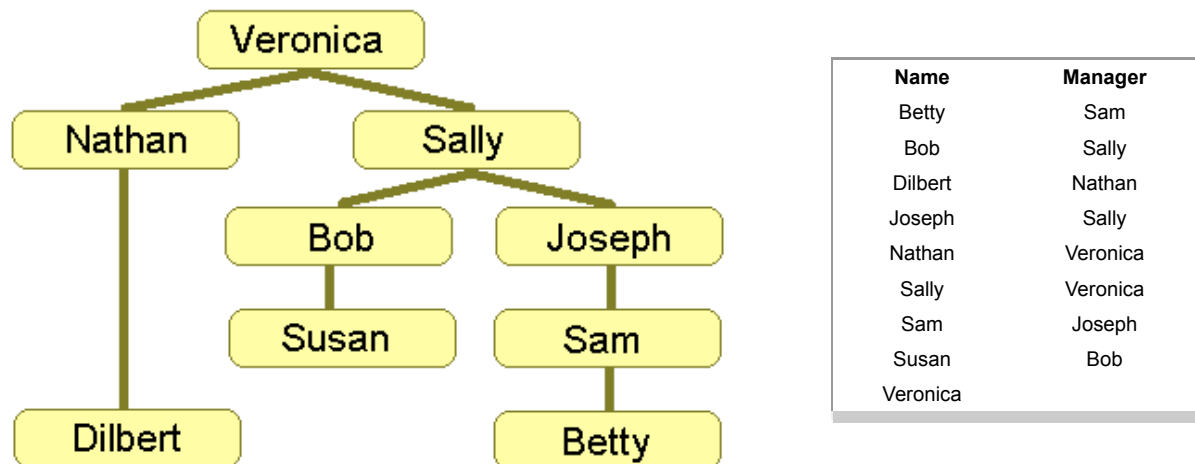 Veronica
Nathan Sally
Bob Joseph
Susan Sam
Dilbert Betty
Name Manager
Betty Sam
Bob Sally
Dilbert Nathan
Joseph Sally
Nathan Veronica
Sally Veronica
Sam Joseph
Susan Bob
Veronica